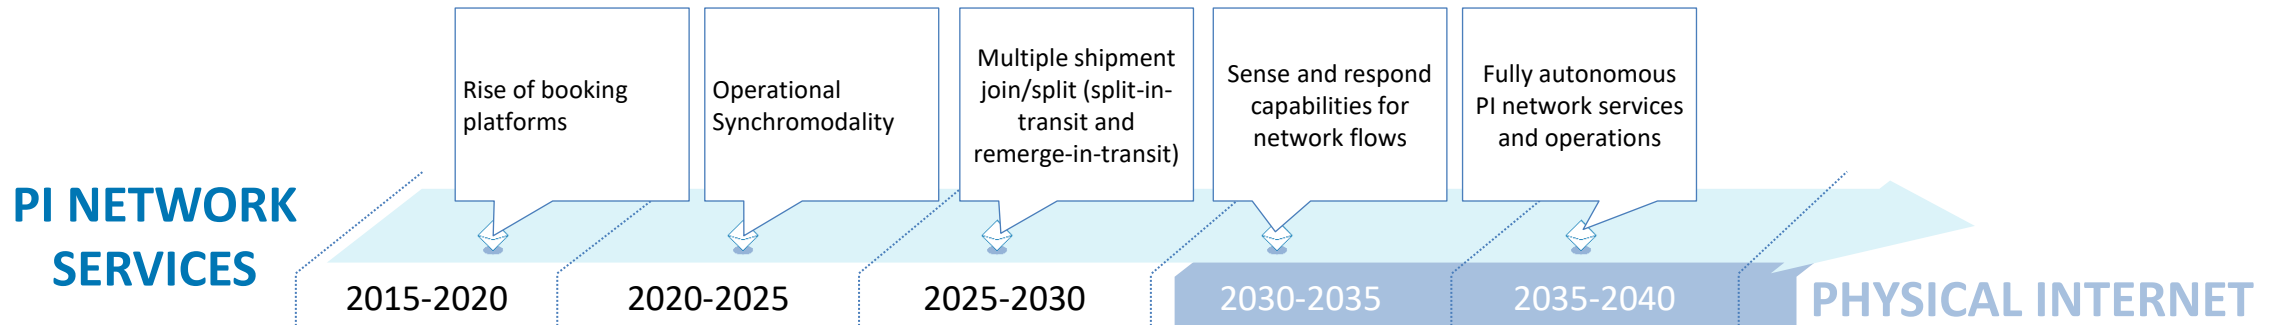 Rise of booking
platforms
Operational
Synchromodality
Multiple shipment
join/split (split-in-
transit and
remerge-in-transit)
Sense and respond
capabilities for
network flows
Fully autonomous
PI network services
and operations
PI NETWORK
SERVICES
2015-2020
2020-2025
2025-2030
2030-2035
2035-2040
PHYSICAL INTERNET